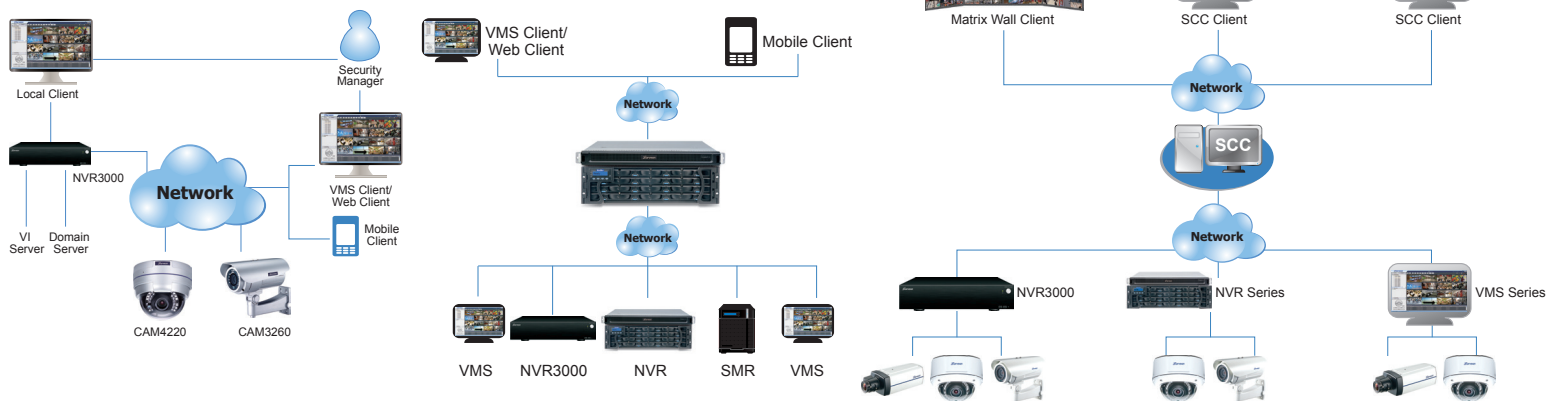 Local Client
Security
Manager
NVR3000
Network
VMS Client/
Web Client
VI
Server
Domain
Server
Mobile
Client
CAM4220
CAM3260
VMS Client/
Web Client
Mobile Client
Network
Network
VMS
NVR3000
NVR
SMR
VMS
Matrix Wall Client
SCC Client
SCC Client
Network
SCC
Network
NVR3000
NVR Series
VMS Series